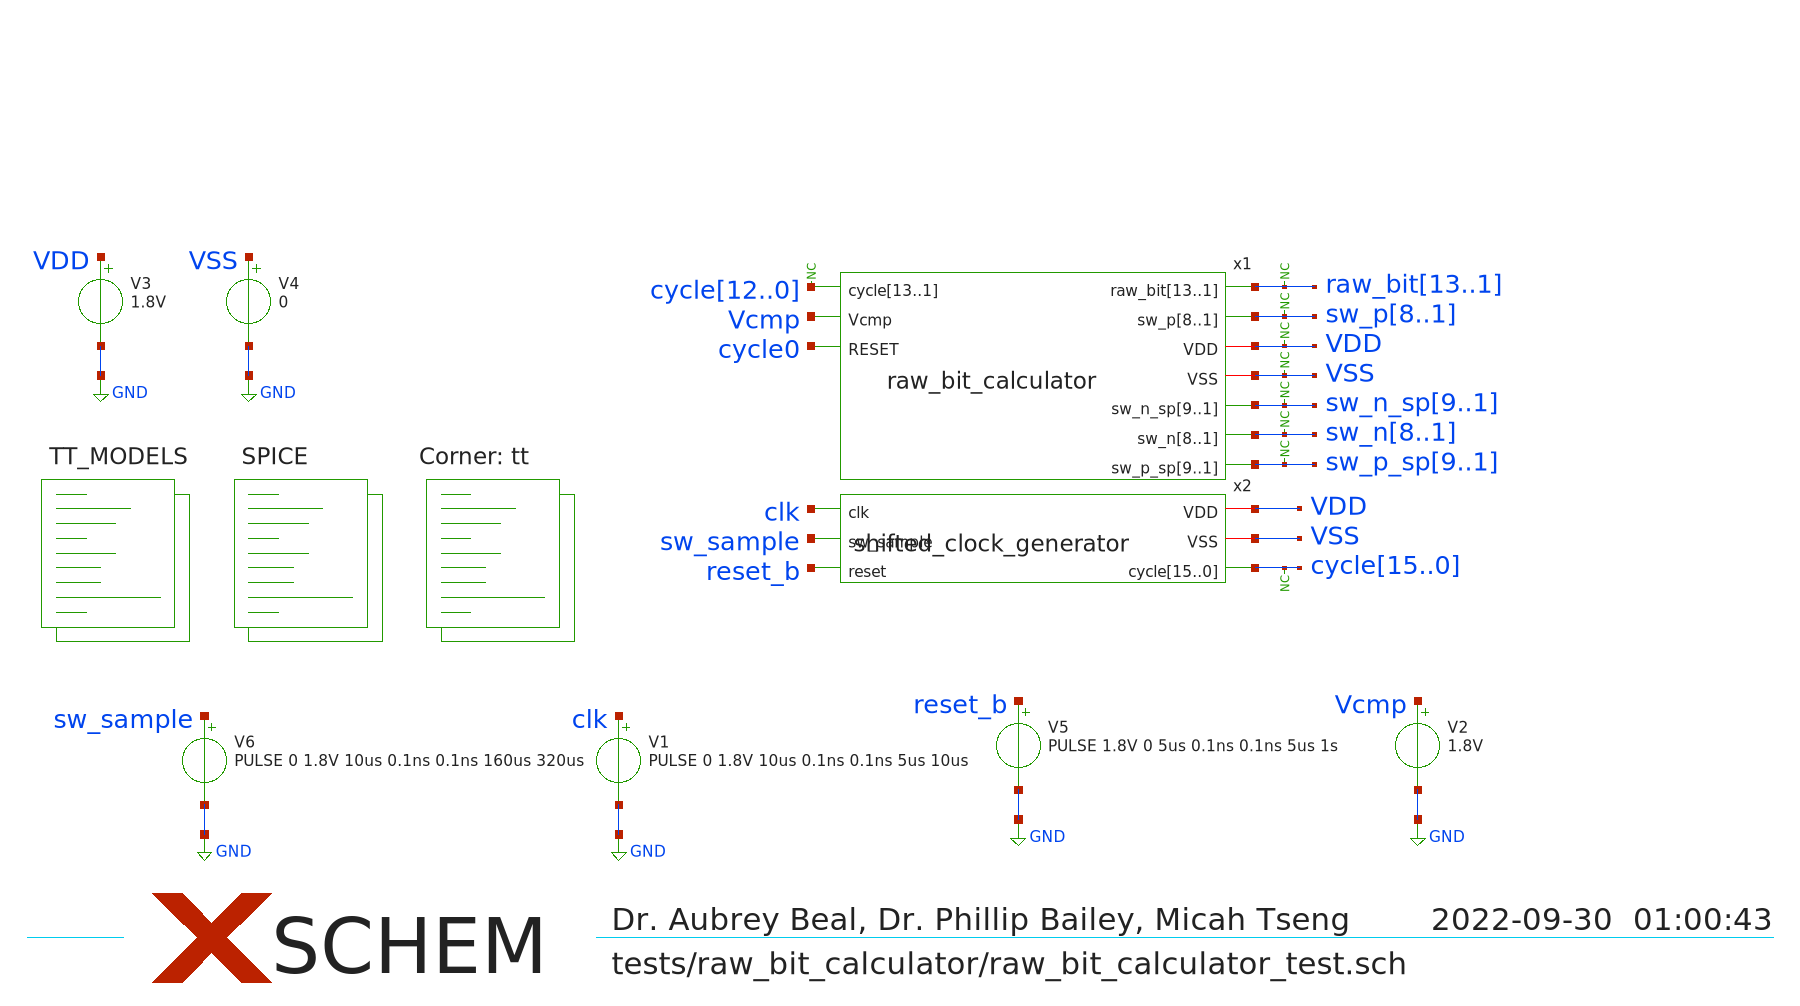 VDD
V3
1.8V
GND
VSS
V4
0
GND
TT_MODELS
SPICE
Corner: tt
x1
cycle[12..0]
Vcmp
cycle0
NC
cycle[13..1]
Vcmp
RESET
raw_bit_calculator
raw_bit[13..1]
sw_p[8..1]
VDD
VSS
sw_n_sp[9..1]
sw_n[8..1]
sw_p_sp[9..1]
NC
NC
NC
NC
NC
NC
NC
raw_bit[13..1]
sw_p[8..1]
VDD
VSS
sw_n_sp[9..1]
sw_n[8..1]
sw_p_sp[9..1]
x2
clk
sw_sample
reset_b
clk
sw_sample
reset
shifted_clock_generator
VDD
VSS
cycle[15..0]
NC
VDD
VSS
cycle[15..0]
sw_sample
V6
PULSE 0 1.8V 10us 0.1ns 0.1ns 160us 320us
GND
clk
V1
PULSE 0 1.8V 10us 0.1ns 0.1ns 5us 10us
GND
reset_b
V5
PULSE 1.8V 0 5us 0.1ns 0.1ns 5us 1s
GND
Vcmp
V2
1.8V
GND
XSCHEM
Dr. Aubrey Beal, Dr. Phillip Bailey, Micah Tseng
2022-09-30 01:00:43
tests/raw_bit_calculator/raw_bit_calculator_test.sch